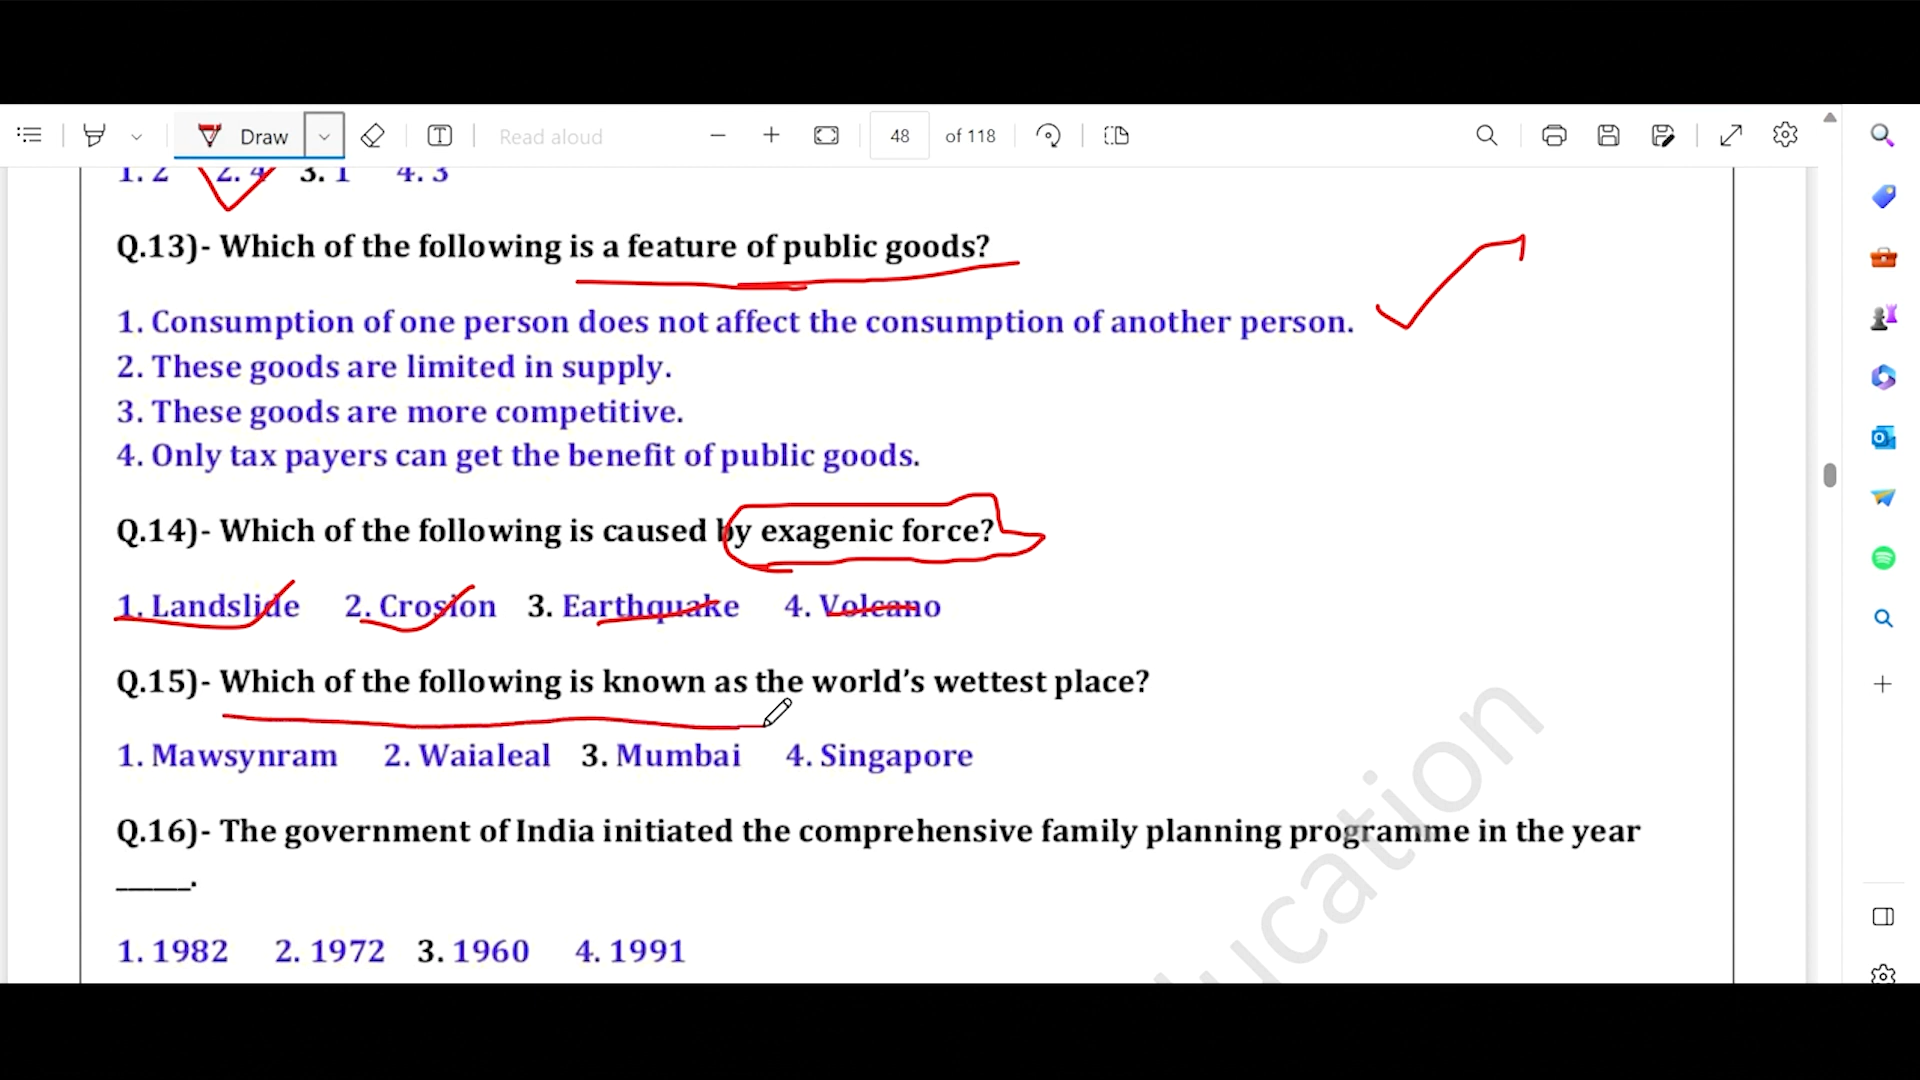 Draw
Read aloud
48 of 118
1. 2 2. 4 3. 1 4. 3
Q.13)- Which of the following is a feature of public goods?
1. Consumption of one person does not affect the consumption of another person.
2. These goods are limited in supply.
3. These goods are more competitive.
4. Only tax payers can get the benefit of public goods.
Q.14)- Which of the following is caused by exagenic force?
1. Landslide 2. Crosion 3. Earthquake 4. Volcano
Q.15)- Which of the following is known as the world’s wettest place?
1. Mawsynram 2. Waialeal 3. Mumbai 4. Singapore
Q.16)- The government of India initiated the comprehensive family planning programme in the year
______.
1. 1982 2. 1972 3. 1960 4. 1991